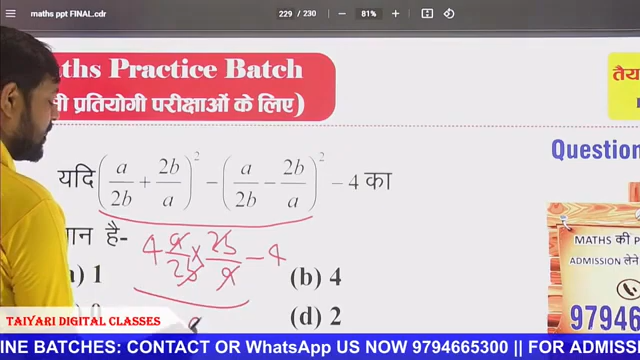 maths ppt FINAL.cdr 229 / 230 81%
ths Practice Batch
प्रतियोगी परीक्षाओं के लिए)
तैया
Question
यदि (a/2b + 2b/a)² − (a/2b − 2b/a)² − 4 का
मान है-
4 a/2b × 2b/a − 4
) 1 (b) 4
(d) 2
MATHS की P
ADMISSION लेने
97946
TAIYARI DIGITAL CLASSES
INE BATCHES: CONTACT OR WhatsApp US NOW 9794665300 || FOR ADMISS